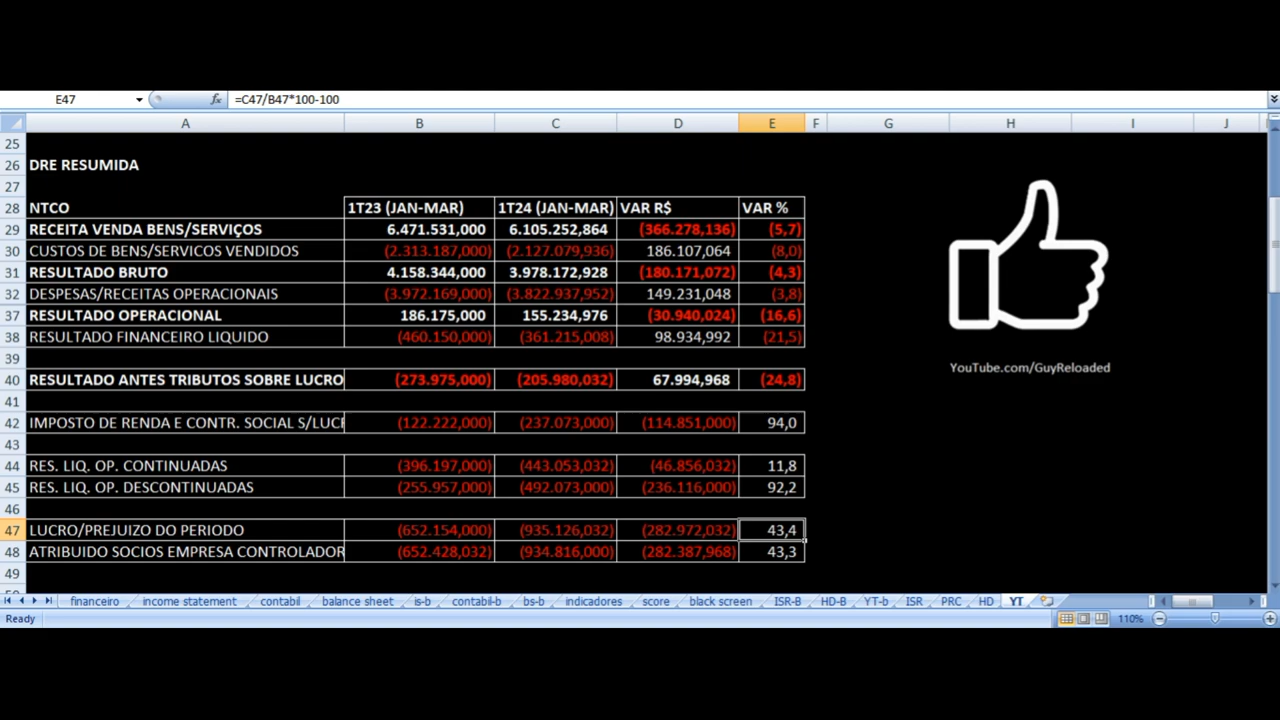 E47 fx =C47/B47*100-100
A B C D E F G H I J
25
26 DRE RESUMIDA
27
28 NTCO 1T23 (JAN-MAR) 1T24 (JAN-MAR) VAR R$ VAR %
29 RECEITA VENDA BENS/SERVIÇOS 6.471.531,000 6.105.252,864 (366.278,136) (5,7)
30 CUSTOS DE BENS/SERVICOS VENDIDOS (2.313.187,000) (2.127.079,936) 186.107,064 (8,0)
31 RESULTADO BRUTO 4.158.344,000 3.978.172,928 (180.171,072) (4,3)
32 DESPESAS/RECEITAS OPERACIONAIS (3.972.169,000) (3.822.937,952) 149.231,048 (3,8)
37 RESULTADO OPERACIONAL 186.175,000 155.234,976 (30.940,024) (16,6)
38 RESULTADO FINANCEIRO LIQUIDO (460.150,000) (361.215,008) 98.934,992 (21,5)
39
40 RESULTADO ANTES TRIBUTOS SOBRE LUCRO (273.975,000) (205.980,032) 67.994,968 (24,8)
41
42 IMPOSTO DE RENDA E CONTR. SOCIAL S/LUCR (122.222,000) (237.073,000) (114.851,000) 94,0
43
44 RES. LIQ. OP. CONTINUADAS (396.197,000) (443.053,032) (46.856,032) 11,8
45 RES. LIQ. OP. DESCONTINUADAS (255.957,000) (492.073,000) (236.116,000) 92,2
46
47 LUCRO/PREJUIZO DO PERIODO (652.154,000) (935.126,032) (282.972,032) 43,4
48 ATRIBUIDO SOCIOS EMPRESA CONTROLADOR (652.428,032) (934.816,000) (282.387,968) 43,3
49
YouTube.com/GuyReloaded
financeiro income statement contabil balance sheet is-b contabil-b bs-b indicadores score black screen ISR-B HD-B YT-b ISR PRC HD YT
Ready 110%